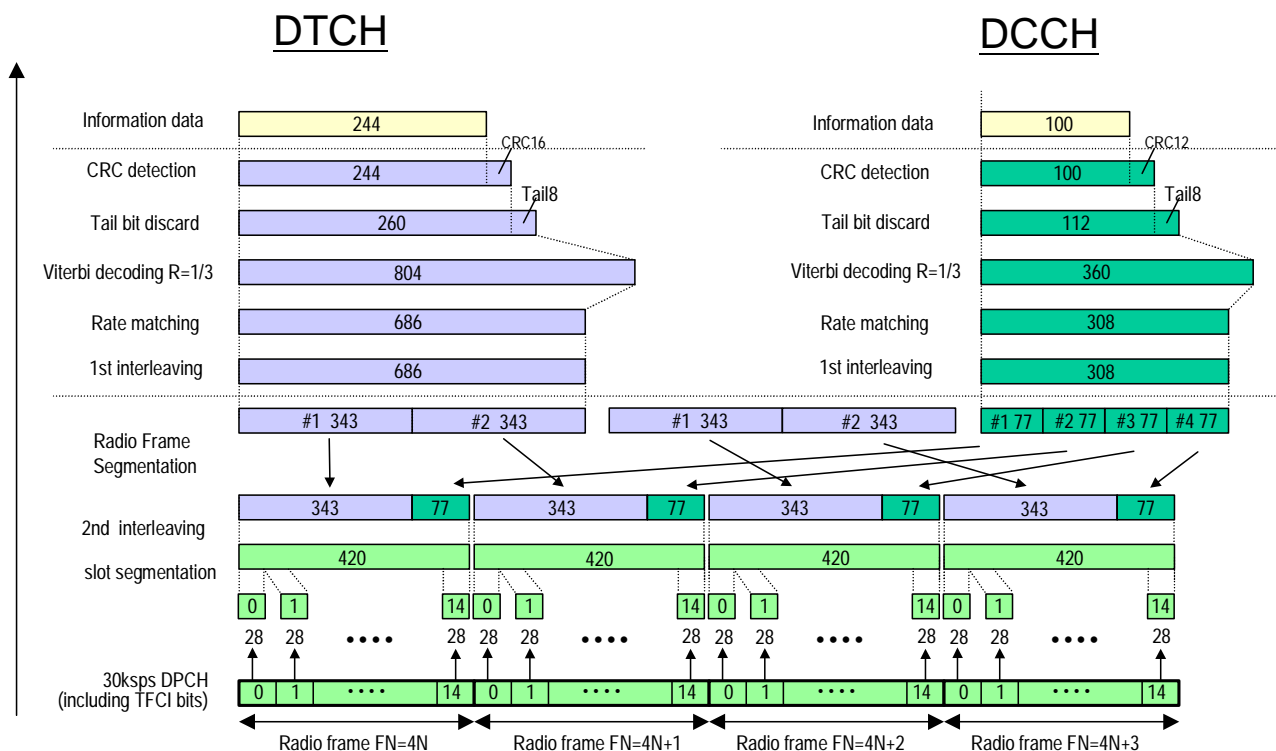 DTCH DCCH
Information data 244 Information data 100
CRC16 CRC12
CRC detection 244 CRC detection 100
Tail8 Tail8
Tail bit discard 260 Tail bit discard 112
Viterbi decoding R=1/3 804 Viterbi decoding R=1/3 360
Rate matching 686 Rate matching 308
1st interleaving 686 1st interleaving 308
#1 343 #2 343 #1 343 #2 343 #1 77 #2 77 #3 77 #4 77
Radio Frame
Segmentation
343 77 343 77 343 77 343 77
2nd interleaving
420 420 420 420
slot segmentation
0 1 14 0 1 14 0 1 14 0 1 14
28 28 •••• 28 28 28 •••• 28 28 28 •••• 28 28 28 •••• 28
30ksps DPCH
(including TFCI bits)
0 1 •••• 14 0 1 •••• 14 0 1 •••• 14 0 1 •••• 14
Radio frame FN=4N Radio frame FN=4N+1 Radio frame FN=4N+2 Radio frame FN=4N+3